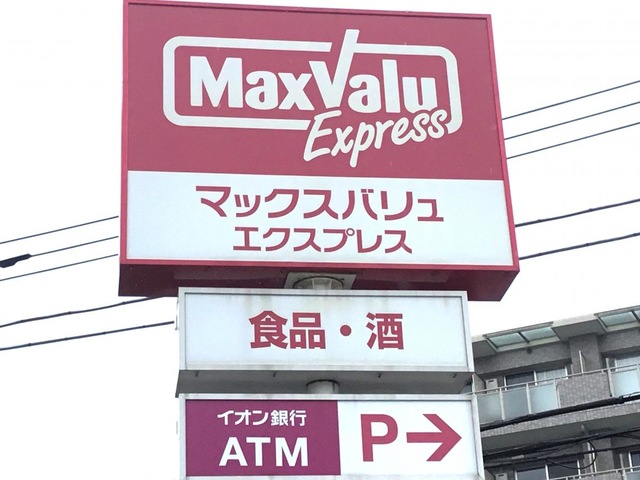 MaxValu
Express
マックスバリュ
エクスプレス
食品・酒
イオン銀行
ATM
P→